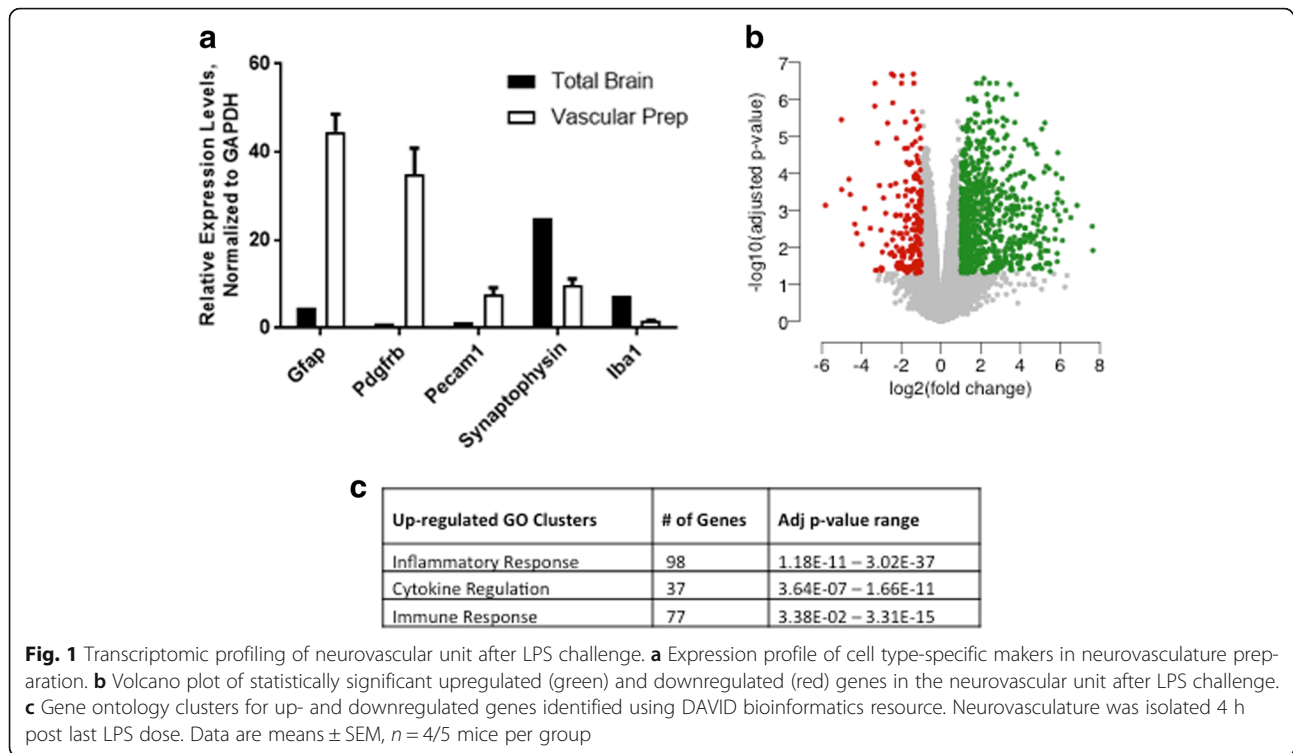 a
60
40
20
0
Relative Expression Levels,
Normalized to GAPDH
Total Brain
Vascular Prep
Gfap
Pdgfrb
Pecam1
Synaptophysin
Iba1
b
7
6
5
4
3
2
1
0
-log10(adjusted p-value)
-6 -4 -2 0 2 4 6 8
log2(fold change)
c
Up-regulated GO Clusters # of Genes Adj p-value range
Inflammatory Response 98 1.18E-11 – 3.02E-37
Cytokine Regulation 37 3.64E-07 – 1.66E-11
Immune Response 77 3.38E-02 – 3.31E-15
Fig. 1 Transcriptomic profiling of neurovascular unit after LPS challenge. a Expression profile of cell type-specific makers in neurovasculature prep-
aration. b Volcano plot of statistically significant upregulated (green) and downregulated (red) genes in the neurovascular unit after LPS challenge.
c Gene ontology clusters for up- and downregulated genes identified using DAVID bioinformatics resource. Neurovasculature was isolated 4 h
post last LPS dose. Data are means ± SEM, n = 4/5 mice per group